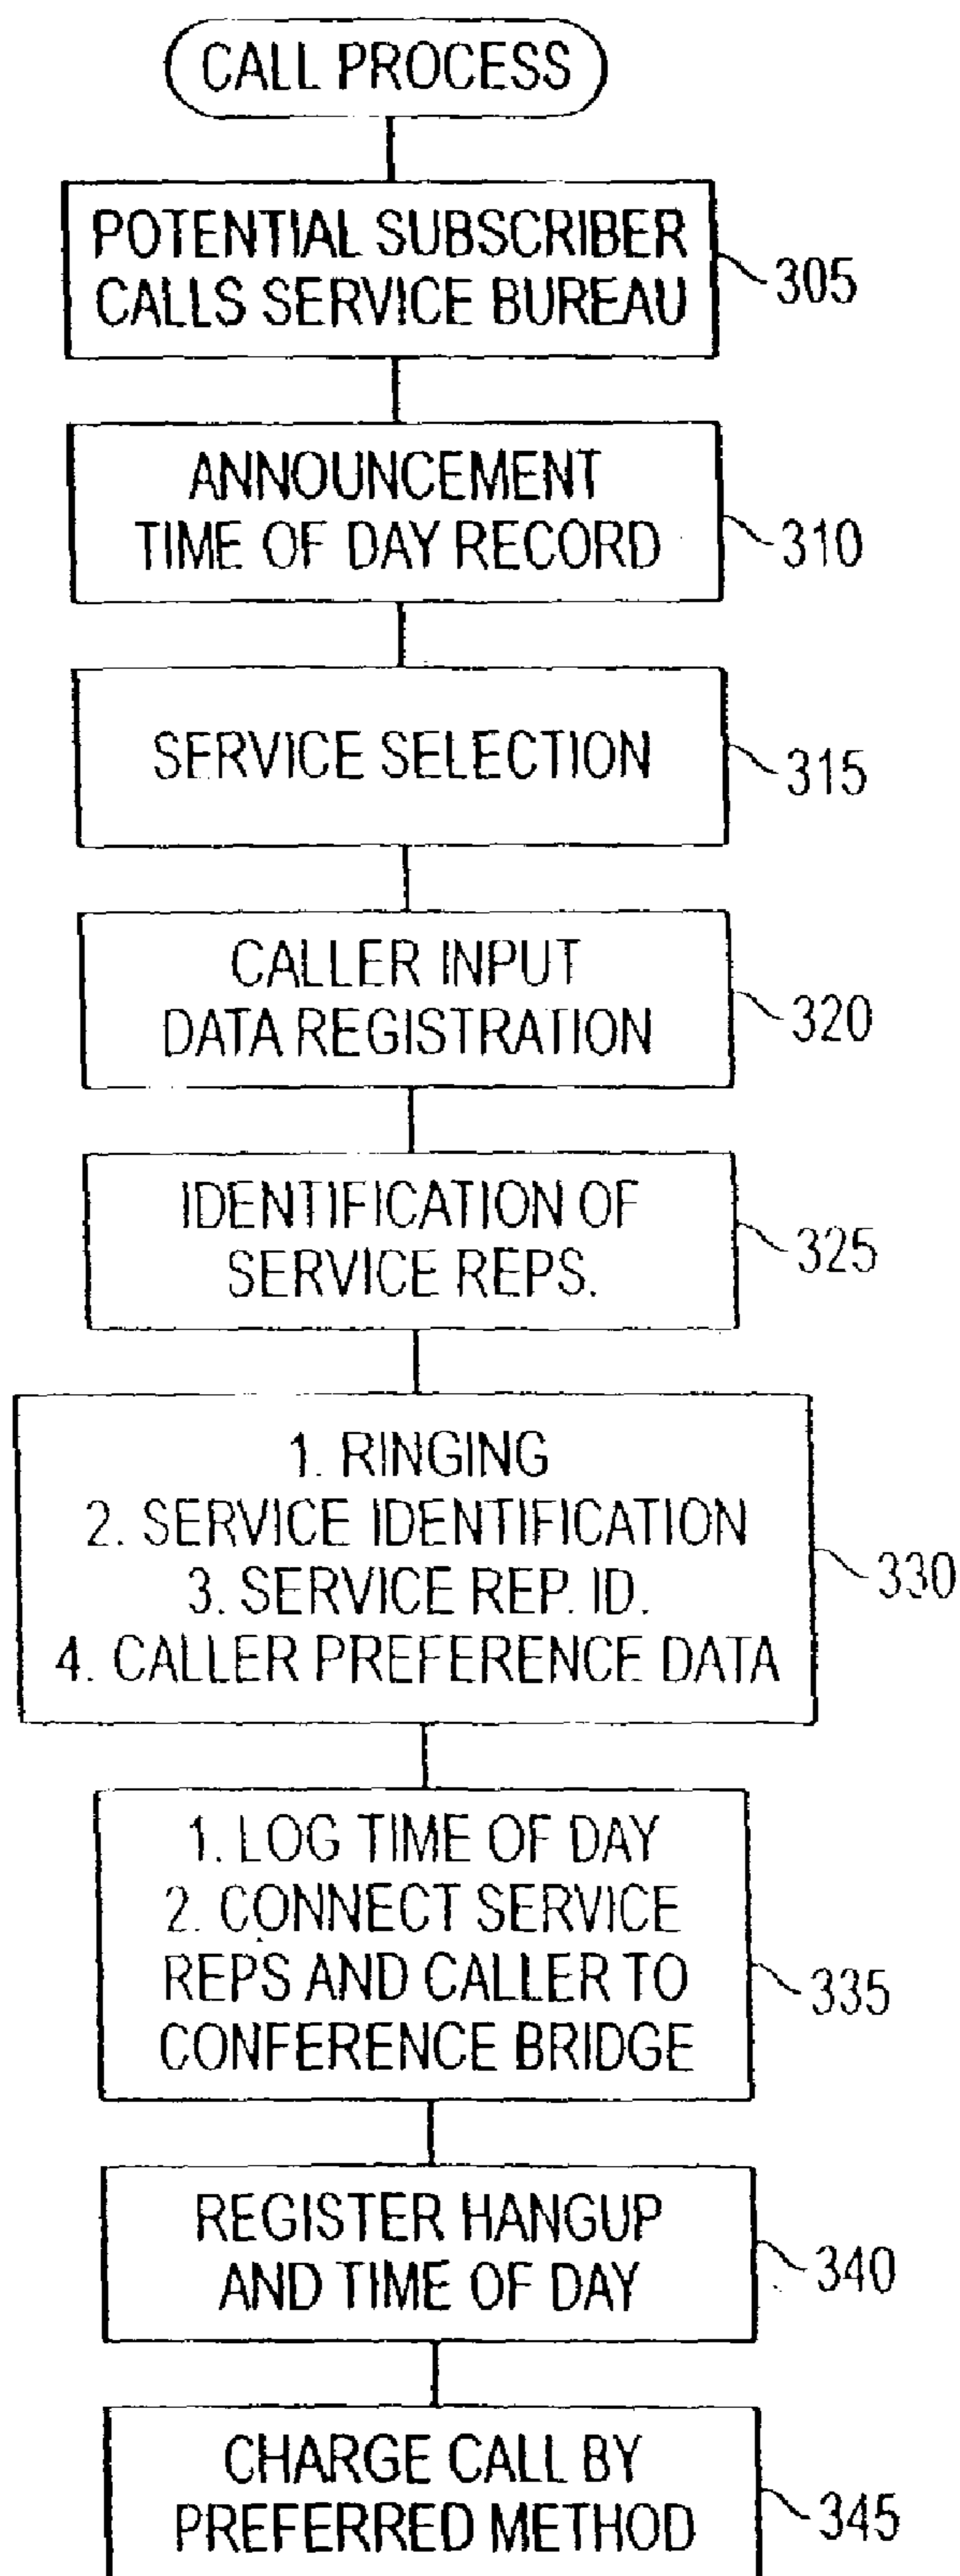 CALL PROCESS
POTENTIAL SUBSCRIBER
CALLS SERVICE BUREAU
305
ANNOUNCEMENT
TIME OF DAY RECORD
310
SERVICE SELECTION
315
CALLER INPUT
DATA REGISTRATION
320
IDENTIFICATION OF
SERVICE REPS.
325
1. RINGING
2. SERVICE IDENTIFICATION
3. SERVICE REP. ID.
4. CALLER PREFERENCE DATA
330
1. LOG TIME OF DAY
2. CONNECT SERVICE
REPS AND CALLER TO
CONFERENCE BRIDGE
335
REGISTER HANGUP
AND TIME OF DAY
340
CHARGE CALL BY
PREFERRED METHOD
345